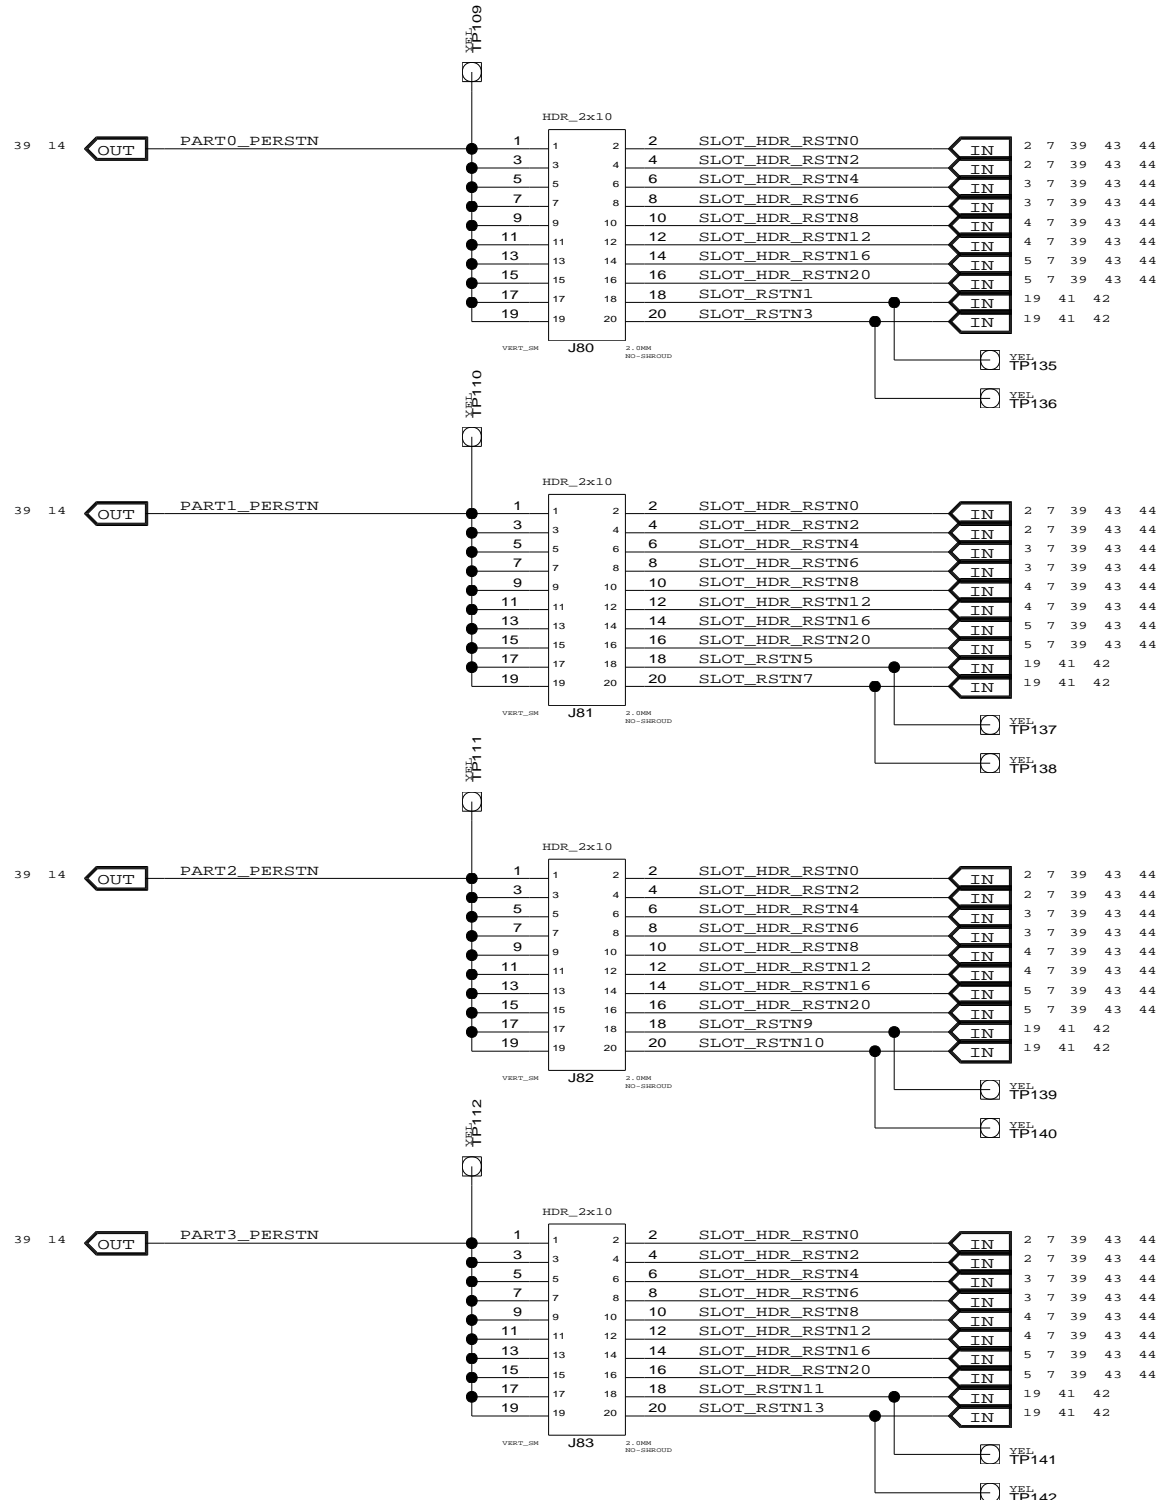 YEL
TP109
HDR_2x10
39 14 OUT PART0_PERSTN 1 1 2 2 SLOT_HDR_RSTN0 IN 2 7 39 43 44
3 3 4 4 SLOT_HDR_RSTN2 IN 2 7 39 43 44
5 5 6 6 SLOT_HDR_RSTN4 IN 3 7 39 43 44
7 7 8 8 SLOT_HDR_RSTN6 IN 3 7 39 43 44
9 9 10 10 SLOT_HDR_RSTN8 IN 4 7 39 43 44
11 11 12 12 SLOT_HDR_RSTN12 IN 4 7 39 43 44
13 13 14 14 SLOT_HDR_RSTN16 IN 5 7 39 43 44
15 15 16 16 SLOT_HDR_RSTN20 IN 5 7 39 43 44
17 17 18 18 SLOT_RSTN1 IN 19 41 42
19 19 20 20 SLOT_RSTN3 IN 19 41 42
VERT_SM J80 2.0MM
NO-SHROUD
YEL
TP135
YEL
TP136
YEL
TP110
HDR_2x10
39 14 OUT PART1_PERSTN 1 1 2 2 SLOT_HDR_RSTN0 IN 2 7 39 43 44
3 3 4 4 SLOT_HDR_RSTN2 IN 2 7 39 43 44
5 5 6 6 SLOT_HDR_RSTN4 IN 3 7 39 43 44
7 7 8 8 SLOT_HDR_RSTN6 IN 3 7 39 43 44
9 9 10 10 SLOT_HDR_RSTN8 IN 4 7 39 43 44
11 11 12 12 SLOT_HDR_RSTN12 IN 4 7 39 43 44
13 13 14 14 SLOT_HDR_RSTN16 IN 5 7 39 43 44
15 15 16 16 SLOT_HDR_RSTN20 IN 5 7 39 43 44
17 17 18 18 SLOT_RSTN5 IN 19 41 42
19 19 20 20 SLOT_RSTN7 IN 19 41 42
VERT_SM J81 2.0MM
NO-SHROUD
YEL
TP137
YEL
TP138
YEL
TP111
HDR_2x10
39 14 OUT PART2_PERSTN 1 1 2 2 SLOT_HDR_RSTN0 IN 2 7 39 43 44
3 3 4 4 SLOT_HDR_RSTN2 IN 2 7 39 43 44
5 5 6 6 SLOT_HDR_RSTN4 IN 3 7 39 43 44
7 7 8 8 SLOT_HDR_RSTN6 IN 3 7 39 43 44
9 9 10 10 SLOT_HDR_RSTN8 IN 4 7 39 43 44
11 11 12 12 SLOT_HDR_RSTN12 IN 4 7 39 43 44
13 13 14 14 SLOT_HDR_RSTN16 IN 5 7 39 43 44
15 15 16 16 SLOT_HDR_RSTN20 IN 5 7 39 43 44
17 17 18 18 SLOT_RSTN9 IN 19 41 42
19 19 20 20 SLOT_RSTN10 IN 19 41 42
VERT_SM J82 2.0MM
NO-SHROUD
YEL
TP139
YEL
TP140
YEL
TP112
HDR_2x10
39 14 OUT PART3_PERSTN 1 1 2 2 SLOT_HDR_RSTN0 IN 2 7 39 43 44
3 3 4 4 SLOT_HDR_RSTN2 IN 2 7 39 43 44
5 5 6 6 SLOT_HDR_RSTN4 IN 3 7 39 43 44
7 7 8 8 SLOT_HDR_RSTN6 IN 3 7 39 43 44
9 9 10 10 SLOT_HDR_RSTN8 IN 4 7 39 43 44
11 11 12 12 SLOT_HDR_RSTN12 IN 4 7 39 43 44
13 13 14 14 SLOT_HDR_RSTN16 IN 5 7 39 43 44
15 15 16 16 SLOT_HDR_RSTN20 IN 5 7 39 43 44
17 17 18 18 SLOT_RSTN11 IN 19 41 42
19 19 20 20 SLOT_RSTN13 IN 19 41 42
VERT_SM J83 2.0MM
NO-SHROUD
YEL
TP141
YEL
TP142